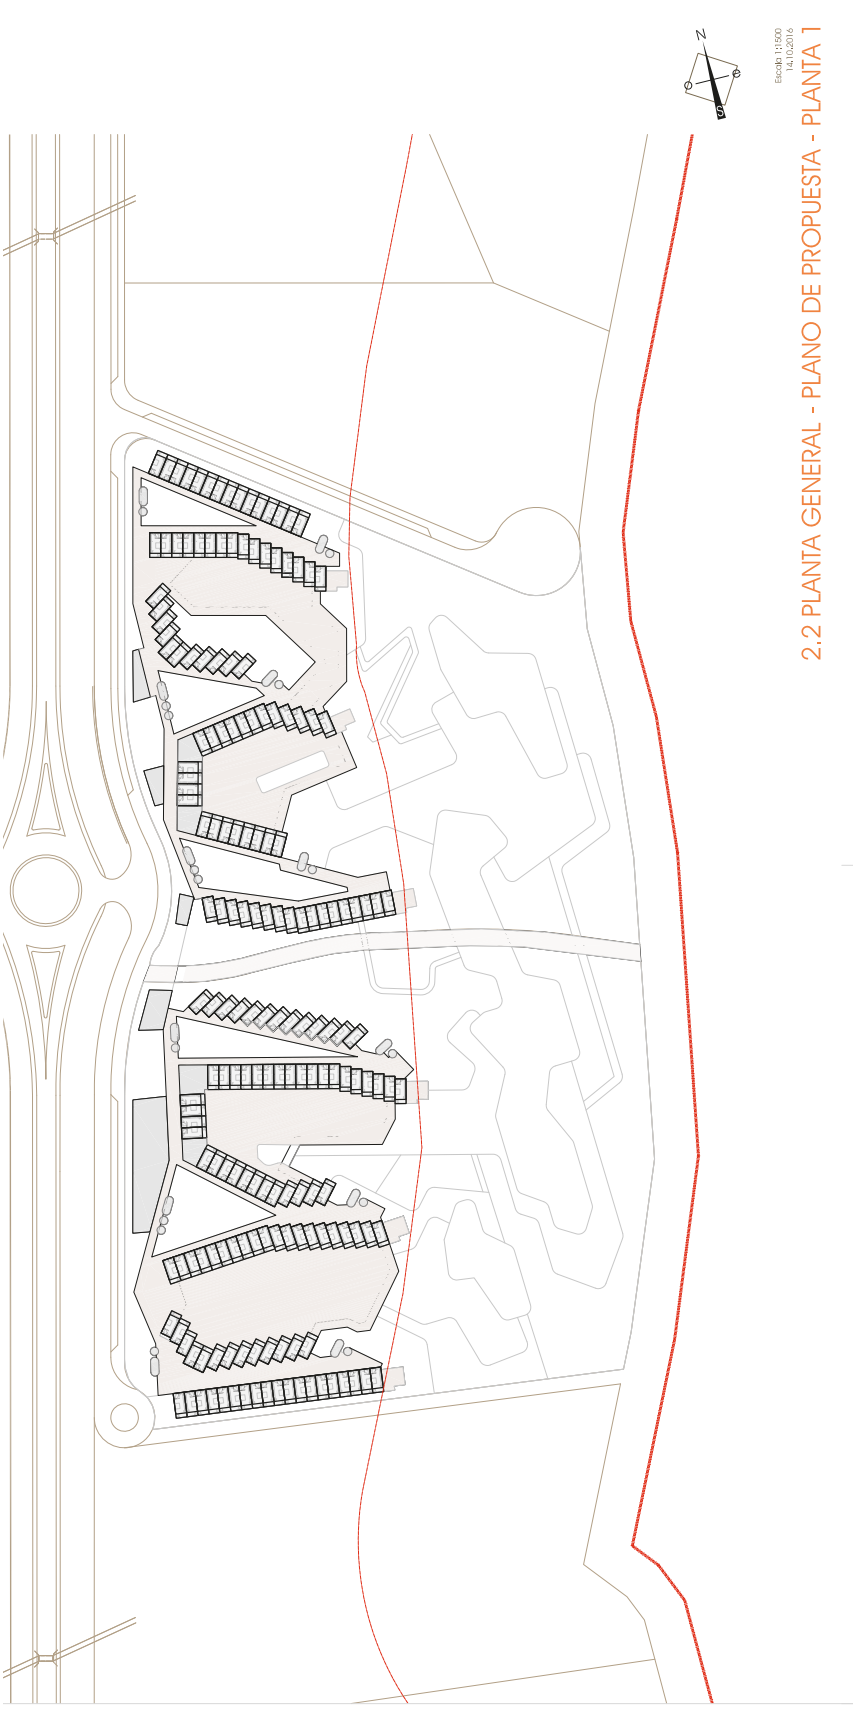 2.2 PLANTA GENERAL - PLANO DE PROPUESTA - PLANTA 1
Escala 1:1500
14.10.2016
N
e
S
o